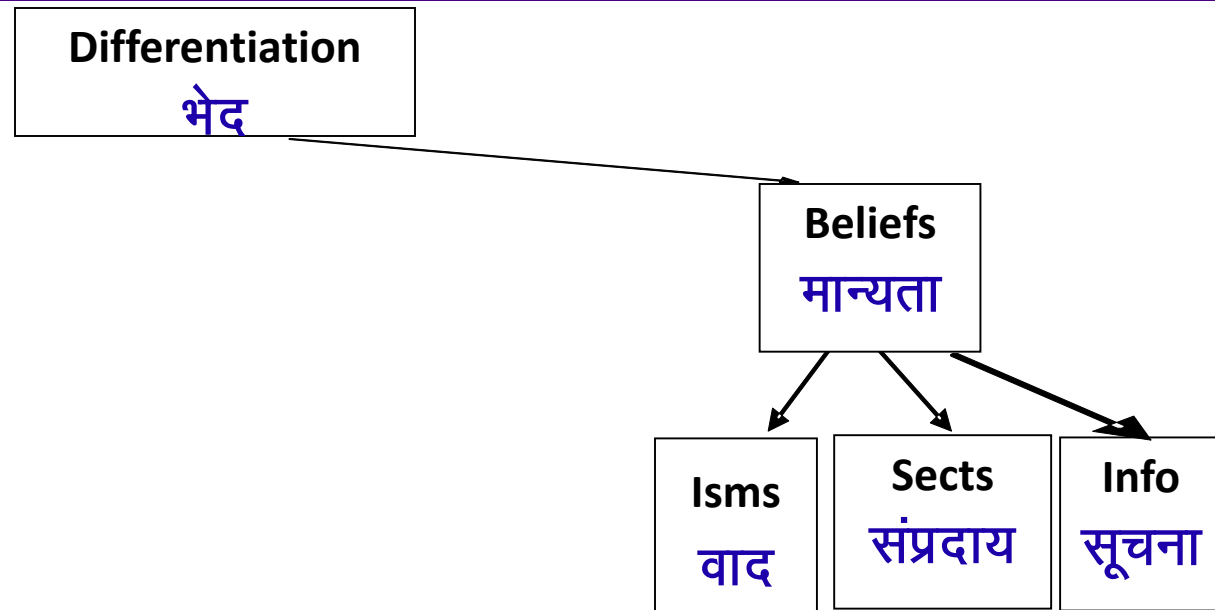 Differentiation
भेद
Beliefs
मान्यता
Isms
वाद
Sects
संप्रदाय
Info
सूचना